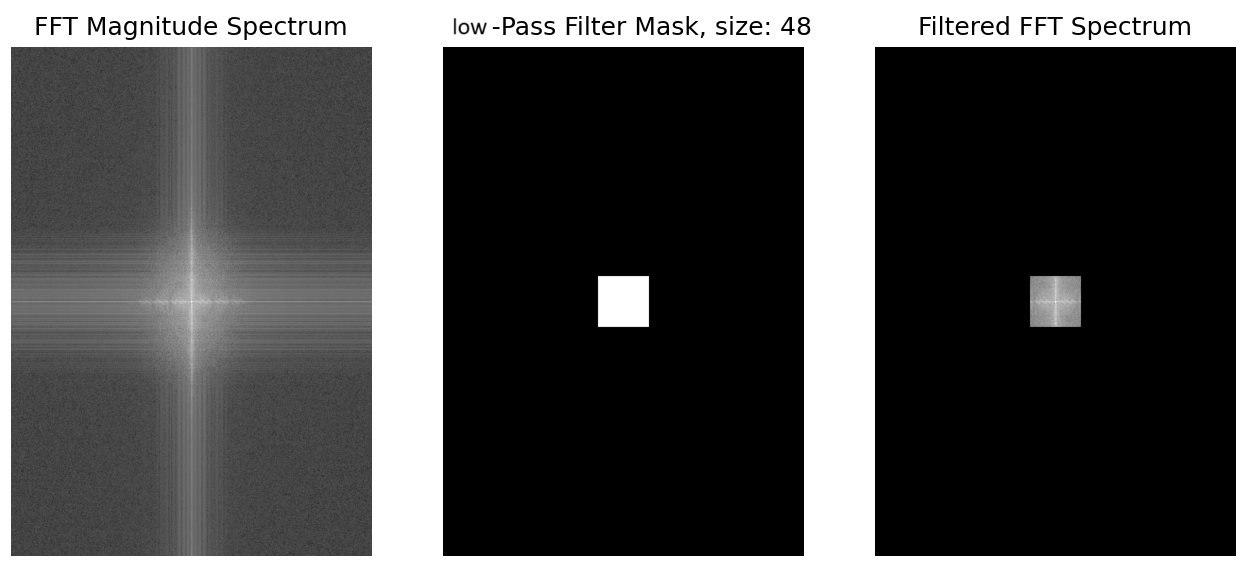 FFT Magnitude Spectrum
low -Pass Filter Mask, size: 48
Filtered FFT Spectrum